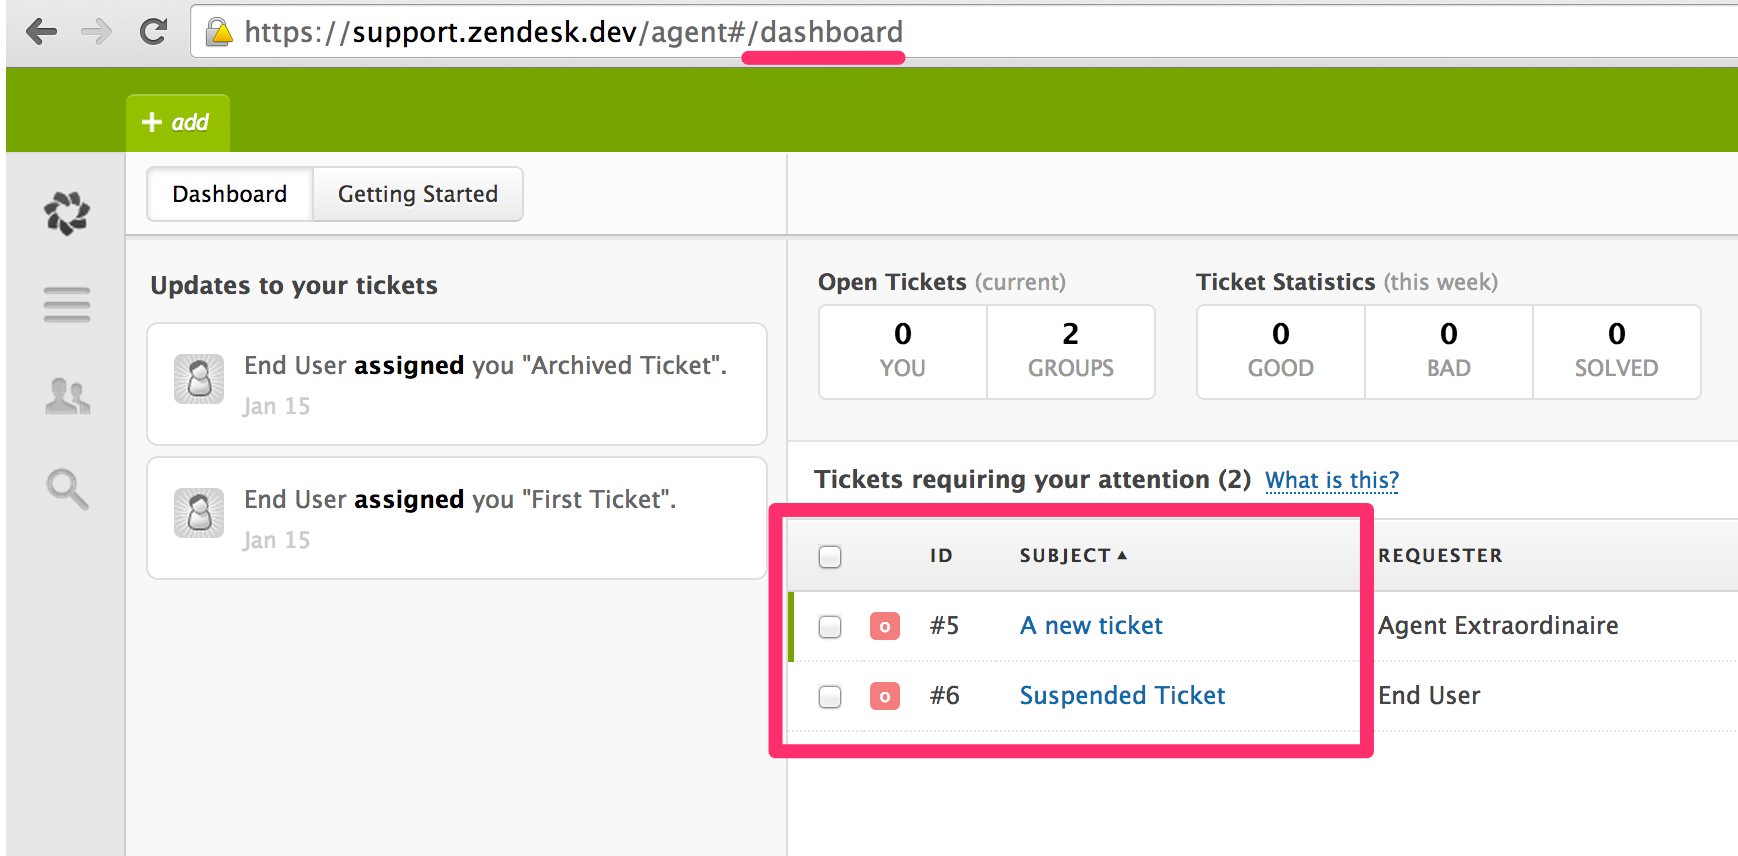 https://support.zendesk.dev/agent#/dashboard
+ add
Dashboard
Getting Started
Updates to your tickets
End User assigned you "Archived Ticket".
Jan 15
End User assigned you "First Ticket".
Jan 15
Open Tickets (current)
0
YOU
2
GROUPS
Ticket Statistics (this week)
0
GOOD
0
BAD
0
SOLVED
Tickets requiring your attention (2) What is this?
ID SUBJECT ▲ REQUESTER
o #5 A new ticket Agent Extraordinaire
o #6 Suspended Ticket End User